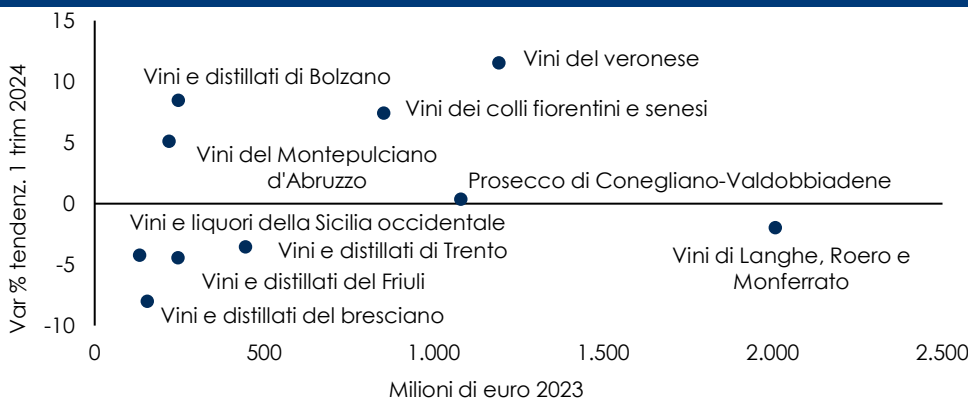 15
10
5
0
-5
-10
Var % tendenz. 1 trim 2024
Vini del veronese
Vini e distillati di Bolzano
Vini dei colli fiorentini e senesi
Vini del Montepulciano
d'Abruzzo
Prosecco di Conegliano-Valdobbiadene
Vini e liquori della Sicilia occidentale
Vini e distillati di Trento
Vini di Langhe, Roero e
Monferrato
Vini e distillati del Friuli
Vini e distillati del bresciano
0
500
1.000
1.500
2.000
2.500
Milioni di euro 2023